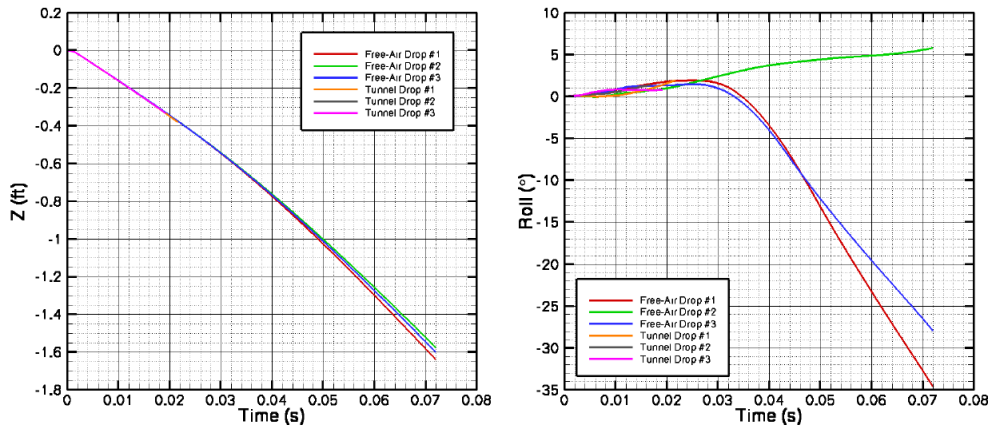 0.2
0
-0.2
-0.4
-0.6
-0.8
-1
-1.2
-1.4
-1.6
-1.8
Z (ft)
Free-Air Drop #1
Free-Air Drop #2
Free-Air Drop #3
Tunnel Drop #1
Tunnel Drop #2
Tunnel Drop #3
0 0.01 0.02 0.03 0.04 0.05 0.06 0.07 0.08
Time (s)
10
5
0
-5
-10
-15
-20
-25
-30
-35
Roll (°)
Free-Air Drop #1
Free-Air Drop #2
Free-Air Drop #3
Tunnel Drop #1
Tunnel Drop #2
Tunnel Drop #3
0 0.01 0.02 0.03 0.04 0.05 0.06 0.07 0.08
Time (s)